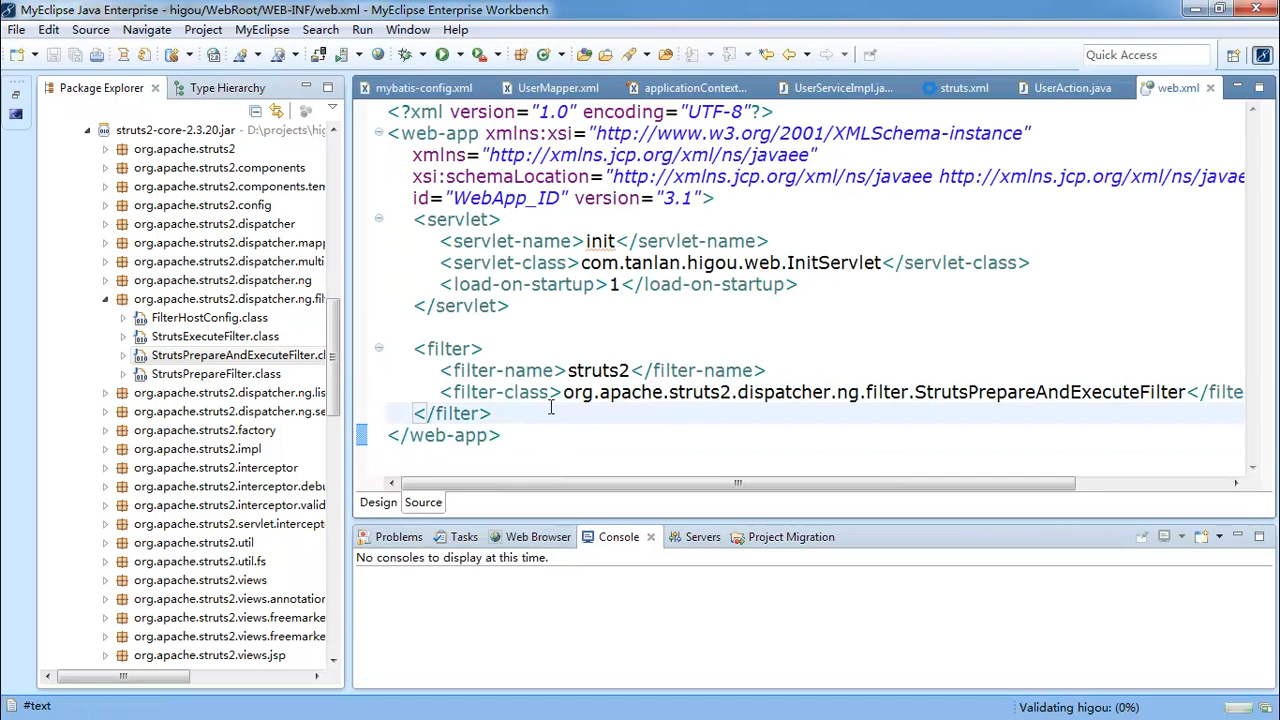 MyEclipse Java Enterprise - higou/WebRoot/WEB-INF/web.xml - MyEclipse Enterprise Workbench
File Edit Source Navigate Project MyEclipse Search Run Window Help
Quick Access
Package Explorer Type Hierarchy
mybatis-config.xml UserMapper.xml applicationContext... UserServiceImpl.ja... struts.xml UserAction.java web.xml
struts2-core-2.3.20.jar - D:\projects\hig
org.apache.struts2
org.apache.struts2.components
org.apache.struts2.components.tem
org.apache.struts2.config
org.apache.struts2.dispatcher
org.apache.struts2.dispatcher.mapp
org.apache.struts2.dispatcher.multi
org.apache.struts2.dispatcher.ng
org.apache.struts2.dispatcher.ng.fil
FilterHostConfig.class
StrutsExecuteFilter.class
StrutsPrepareAndExecuteFilter.cl
StrutsPrepareFilter.class
org.apache.struts2.dispatcher.ng.lis
org.apache.struts2.dispatcher.ng.se
org.apache.struts2.factory
org.apache.struts2.impl
org.apache.struts2.interceptor
org.apache.struts2.interceptor.debu
org.apache.struts2.interceptor.valid
org.apache.struts2.servlet.intercept
org.apache.struts2.util
org.apache.struts2.util.fs
org.apache.struts2.views
org.apache.struts2.views.annotation
org.apache.struts2.views.freemarke
org.apache.struts2.views.freemarke
org.apache.struts2.views.jsp
<?xml version="1.0" encoding="UTF-8"?>
<web-app xmlns:xsi="http://www.w3.org/2001/XMLSchema-instance"
xmlns="http://xmlns.jcp.org/xml/ns/javaee"
xsi:schemaLocation="http://xmlns.jcp.org/xml/ns/javaee http://xmlns.jcp.org/xml/ns/javae
id="WebApp_ID" version="3.1">
<servlet>
<servlet-name>init</servlet-name>
<servlet-class>com.tanlan.higou.web.InitServlet</servlet-class>
<load-on-startup>1</load-on-startup>
</servlet>
<filter>
<filter-name>struts2</filter-name>
<filter-class>org.apache.struts2.dispatcher.ng.filter.StrutsPrepareAndExecuteFilter</filte
</filter>
</web-app>
Design Source
Problems Tasks Web Browser Console Servers Project Migration
No consoles to display at this time.
#text
Validating higou: (0%)